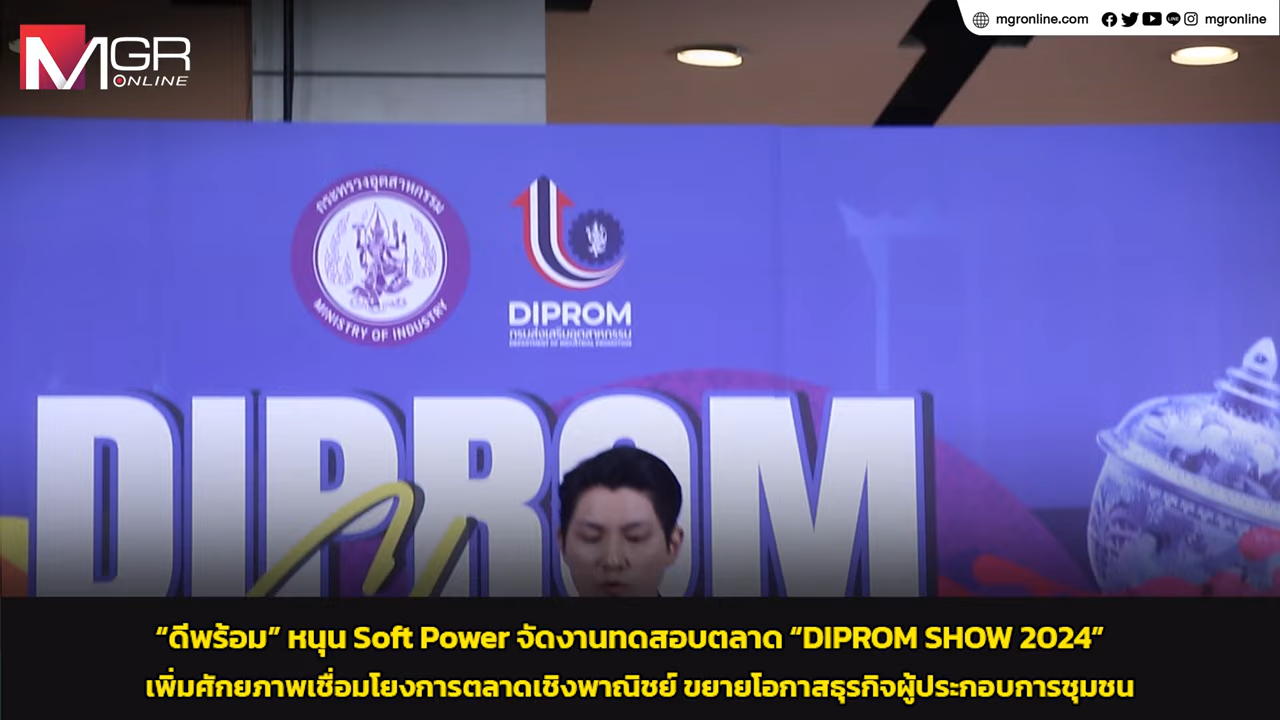 MGR
ONLINE
mgronline.com mgronline
กระทรวงอุตสาหกรรม
MINISTRY OF INDUSTRY
DIPROM
กรมส่งเสริมอุตสาหกรรม
DEPARTMENT OF INDUSTRIAL PROMOTION
DIPROM
“ดีพร้อม” หนุน Soft Power จัดงานทดสอบตลาด “DIPROM SHOW 2024”
เพิ่มศักยภาพเชื่อมโยงการตลาดเชิงพาณิชย์ ขยายโอกาสธุรกิจผู้ประกอบการชุมชน